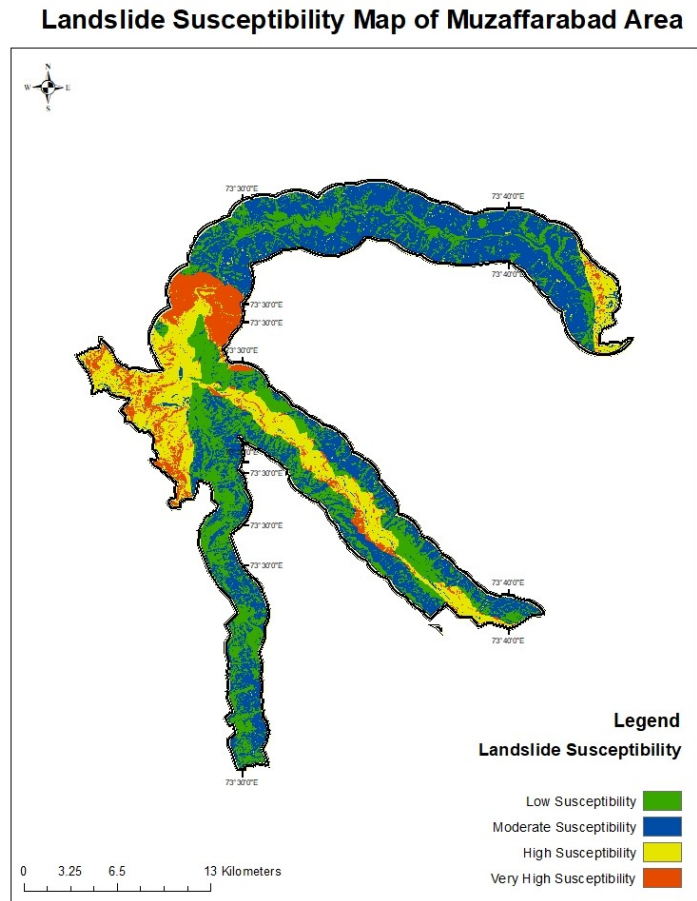 Landslide Susceptibility Map of Muzaffarabad Area
N
W E
S
73°30'0"E
73°40'0"E
73°40'0"E
73°30'0"E
73°30'0"E
73°30'0"E
73°30'0"E
73°30'0"E
73°30'0"E
73°40'0"E
73°40'0"E
73°30'0"E
Legend
Landslide Susceptibility
Low Susceptibility
Moderate Susceptibility
High Susceptibility
Very High Susceptibility
0 3.25 6.5 13 Kilometers